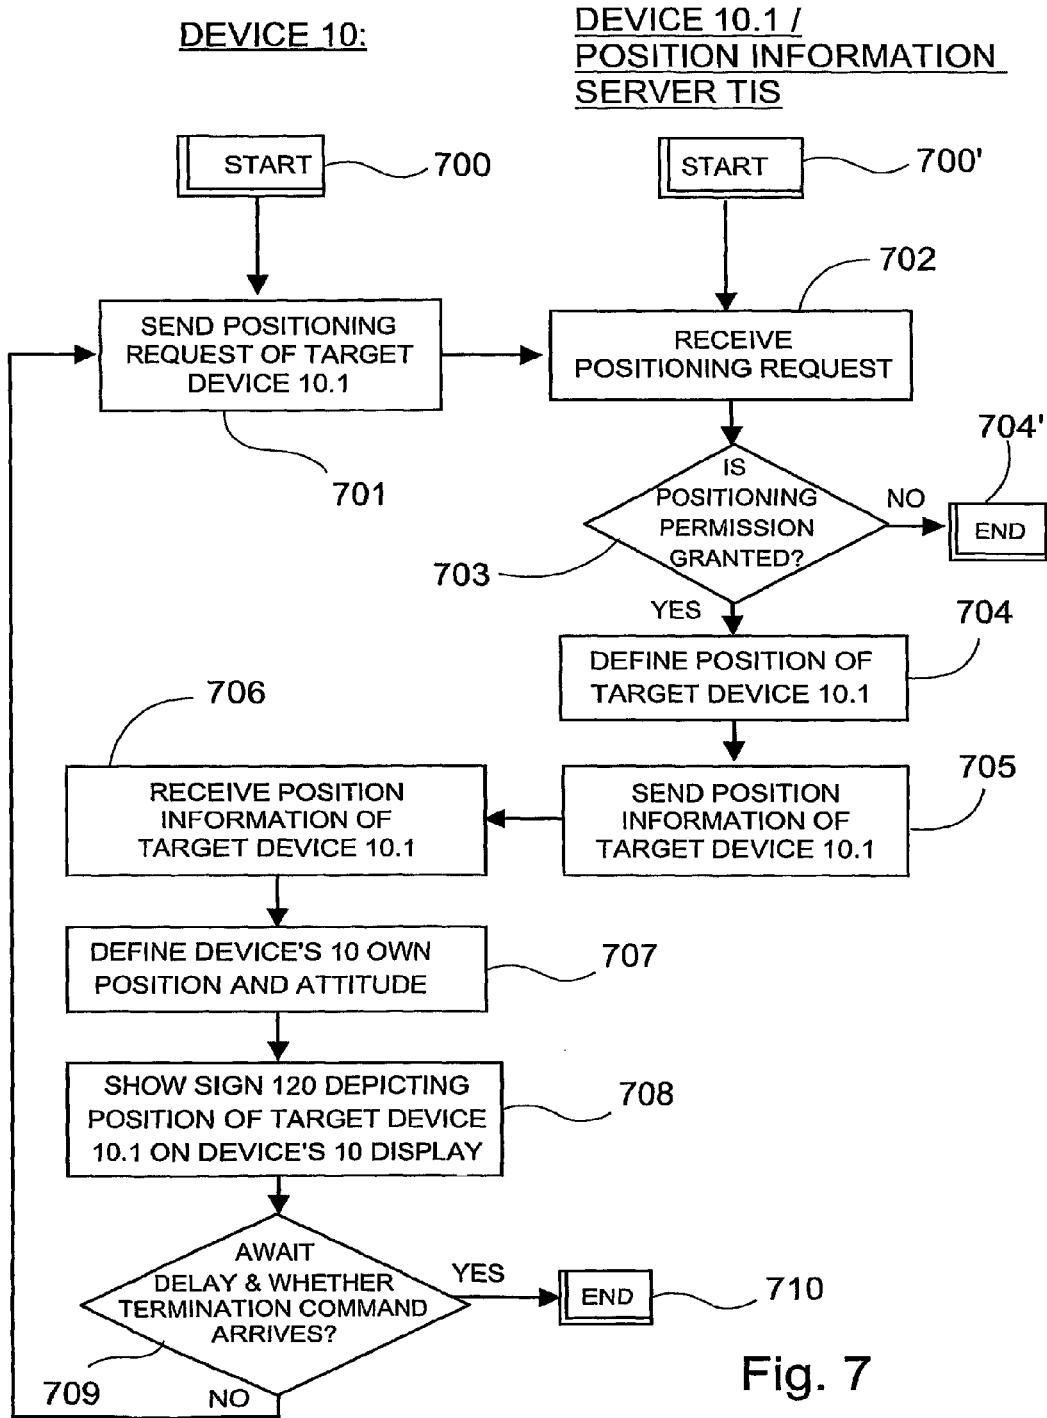 DEVICE 10:
DEVICE 10.1 /
POSITION INFORMATION
SERVER TIS
START
700
START
700'
702
SEND POSITIONING
REQUEST OF TARGET
DEVICE 10.1
701
RECEIVE
POSITIONING REQUEST
IS
POSITIONING
PERMISSION
GRANTED?
703
NO
704'
END
YES
704
DEFINE POSITION OF
TARGET DEVICE 10.1
706
705
RECEIVE POSITION
INFORMATION OF
TARGET DEVICE 10.1
SEND POSITION
INFORMATION OF
TARGET DEVICE 10.1
DEFINE DEVICE'S 10 OWN
POSITION AND ATTITUDE
707
SHOW SIGN 120 DEPICTING
POSITION OF TARGET DEVICE
10.1 ON DEVICE'S 10 DISPLAY
708
AWAIT
DELAY & WHETHER
TERMINATION COMMAND
ARRIVES?
YES
END
710
709
NO
Fig. 7